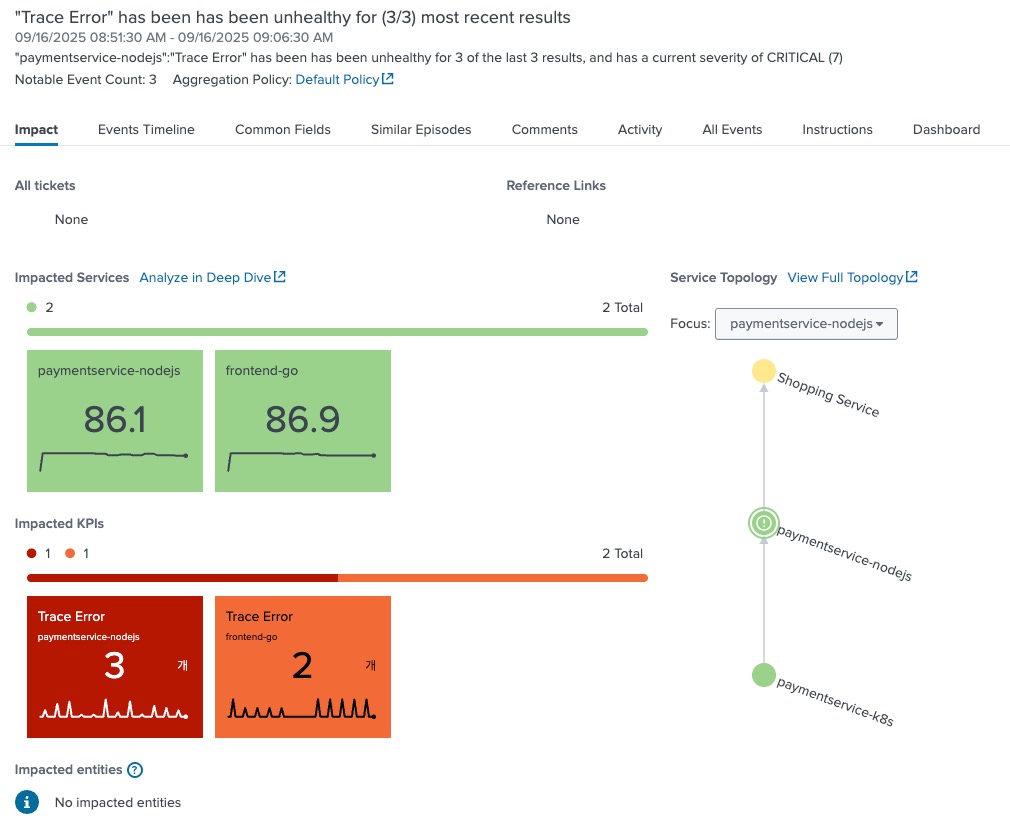 "Trace Error" has been has been unhealthy for (3/3) most recent results
09/16/2025 08:51:30 AM - 09/16/2025 09:06:30 AM
"paymentservice-nodejs":"Trace Error" has been has been unhealthy for 3 of the last 3 results, and has a current severity of CRITICAL (7)
Notable Event Count: 3 Aggregation Policy: Default Policy
Impact Events Timeline Common Fields Similar Episodes Comments Activity All Events Instructions Dashboard
All tickets
None
Reference Links
None
Impacted Services Analyze in Deep Dive
2 2 Total
paymentservice-nodejs
86.1
frontend-go
86.9
Impacted KPIs
1 1 2 Total
Trace Error
paymentservice-nodejs
3 개
Trace Error
frontend-go
2 개
Impacted entities ?
No impacted entities
Service Topology View Full Topology
Focus: paymentservice-nodejs
Shopping Service
paymentservice-nodejs
paymentservice-k8s